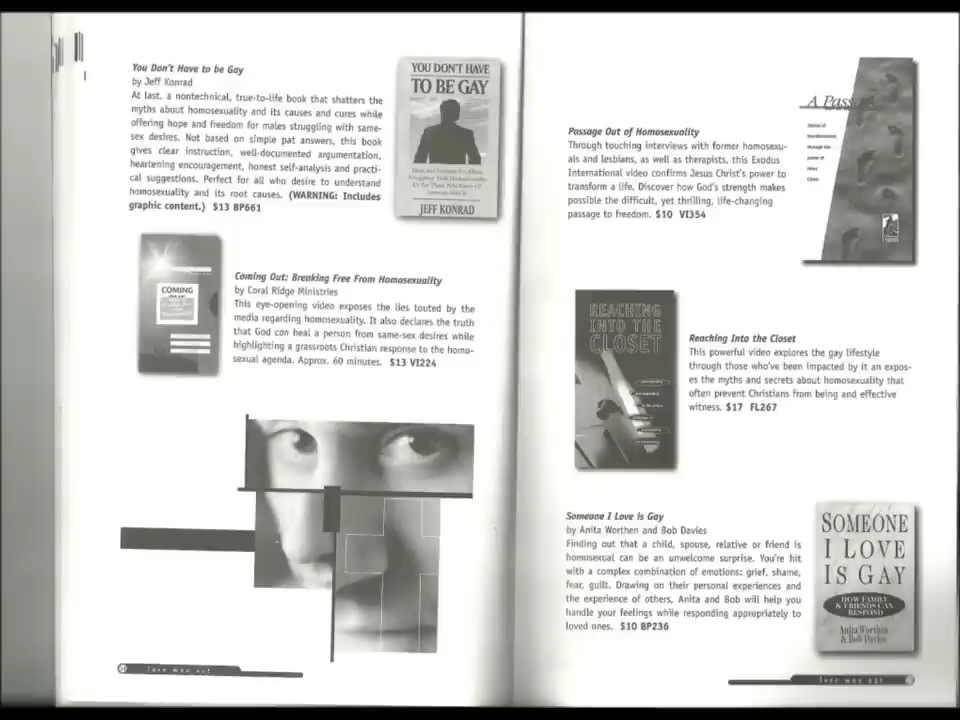 You Don't Have to be Gay
by Jeff Konrad
At last, a nontechnical, true-to-life book that shatters the
myths about homosexuality and its causes and cures while
offering hope and freedom for males struggling with same-
sex desires. Not based on simple pat answers, this book
gives clear instruction, well-documented argumentation,
heartening encouragement, honest self-analysis and practi-
cal suggestions. Perfect for all who desire to understand
homosexuality and its root causes. (WARNING: Includes
graphic content.) $13 BP661
YOU DON'T HAVE
TO BE GAY
JEFF KONRAD
COMING
Coming Out: Breaking Free From Homosexuality
by Coral Ridge Ministries
This eye-opening video exposes the lies touted by the
media regarding homosexuality. It also declares the truth
that God can heal a person from same-sex desires while
highlighting a grassroots Christian response to the homo-
sexual agenda. Approx. 60 minutes. $13 VI224
love won out
Passage Out of Homosexuality
Through touching interviews with former homosexu-
als and lesbians, as well as therapists, this Exodus
International video confirms Jesus Christ's power to
transform a life. Discover how God's strength makes
possible the difficult, yet thrilling, life-changing
passage to freedom. $10 VI354
A Passage
REACHING
INTO THE
CLOSET
Reaching Into the Closet
This powerful video explores the gay lifestyle
through those who've been impacted by it an expos-
es the myths and secrets about homosexuality that
often prevent Christians from being and effective
witness. $17 FL267
Someone I Love is Gay
by Anita Worthen and Bob Davies
Finding out that a child, spouse, relative or friend is
homosexual can be an unwelcome surprise. You're hit
with a complex combination of emotions: grief, shame,
fear, guilt. Drawing on their personal experiences and
the experience of others, Anita and Bob will help you
handle your feelings while responding appropriately to
loved ones. $10 BP236
SOMEONE
I LOVE
IS GAY
HOW FAMILY
& FRIENDS CAN
RESPOND
Anita Worthen
& Bob Davies
love won out